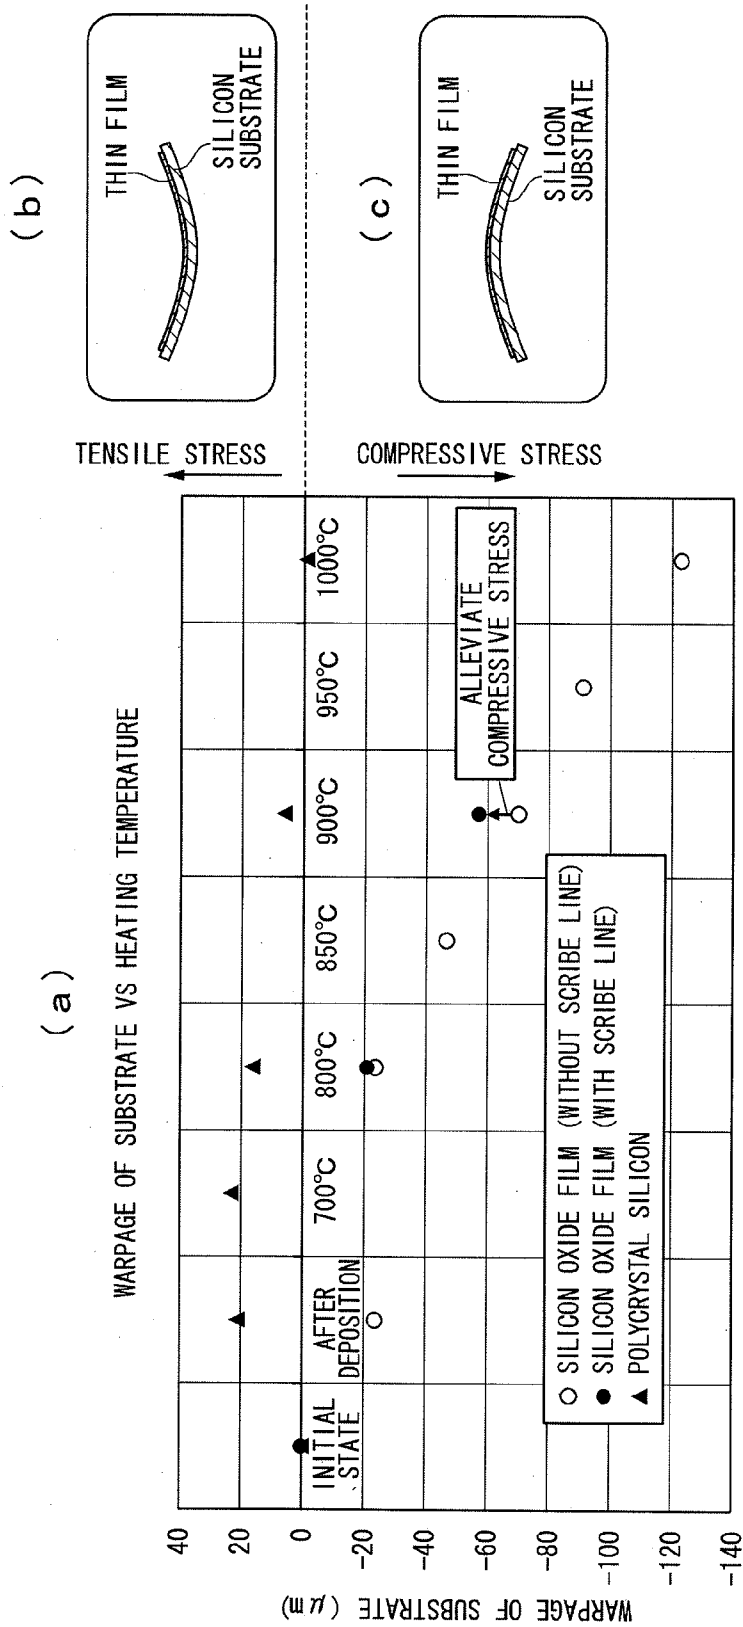 (a)
WARPAGE OF SUBSTRATE VS HEATING TEMPERATURE
WARPAGE OF SUBSTRATE (μm)
40
20
0
-20
-40
-60
-80
-100
-120
-140
INITIAL
STATE
AFTER
DEPOSITION
700°C
800°C
850°C
900°C
950°C
1000°C
ALLEVIATE
COMPRESSIVE STRESS
○ SILICON OXIDE FILM (WITHOUT SCRIBE LINE)
● SILICON OXIDE FILM (WITH SCRIBE LINE)
▲ POLYCRYSTAL SILICON
TENSILE STRESS
COMPRESSIVE STRESS
(b)
THIN FILM
SILICON
SUBSTRATE
(c)
THIN FILM
SILICON
SUBSTRATE